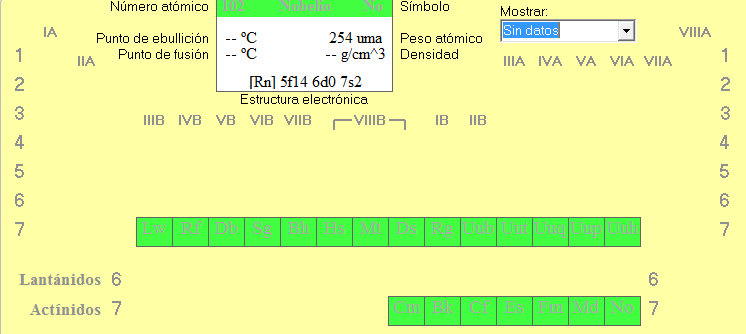 Número atómico 102 Nobelio No Símbolo
Mostrar:
Punto de ebullición -- ºC 254 uma Peso atómico Sin datos
Punto de fusión -- ºC -- g/cm^3 Densidad
IA IIA IIIA IVA VA VIA VIIA VIIIA
[Rn] 5f14 6d0 7s2
Estructura electrónica
1 1
2 2
3 IIIB IVB VB VIB VIIB VIIIB IB IIB 3
4 4
5 5
6 6
7 Lw Rf Db Sg Bh Hs Mt Ds Rg Uub Uut Uuq 7
Lantánidos 6 6
Actínidos 7 Cm Bk Cf Es Fm Md No 7